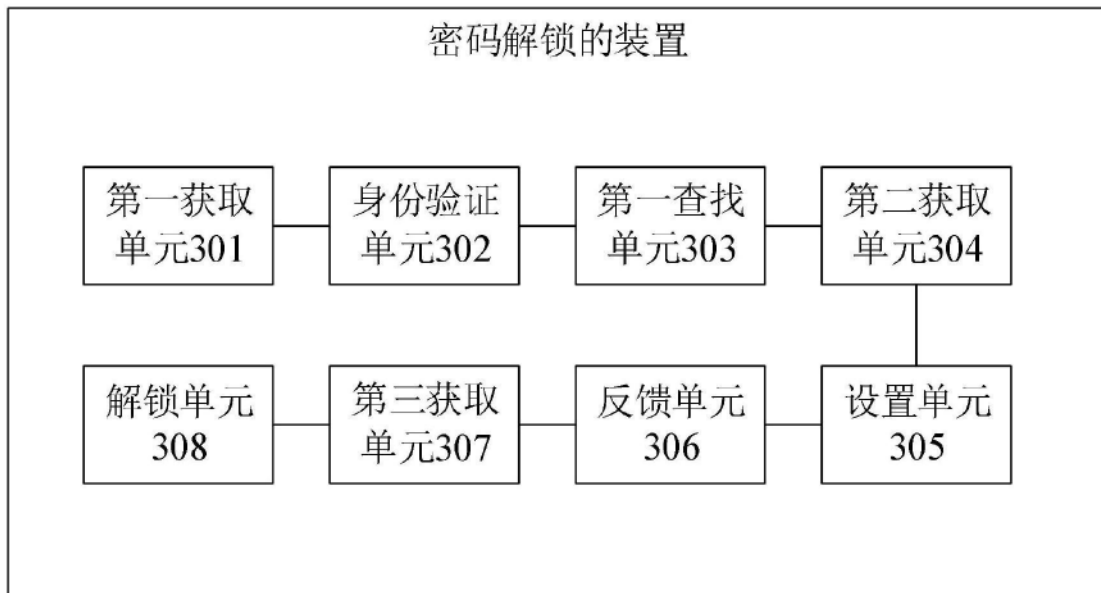 密码解锁的装置
第一获取
单元301
身份验证
单元302
第一查找
单元303
第二获取
单元304
解锁单元
308
第三获取
单元307
反馈单元
306
设置单元
305